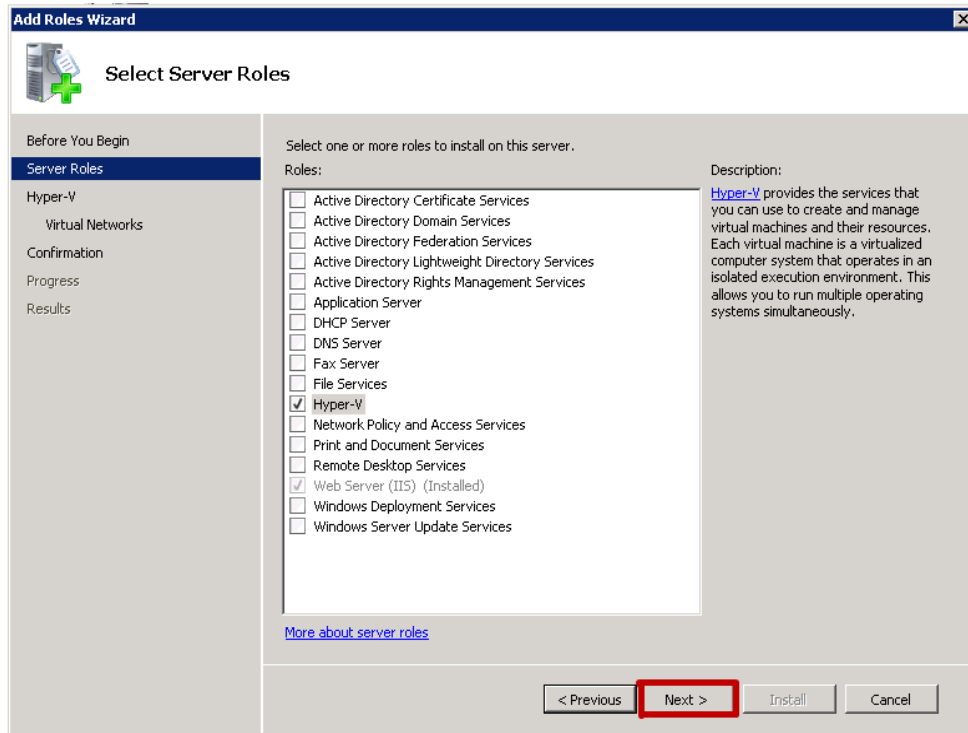 Add Roles Wizard
Select Server Roles
Before You Begin
Server Roles
Hyper-V
Virtual Networks
Confirmation
Progress
Results
Select one or more roles to install on this server.
Roles:
Active Directory Certificate Services
Active Directory Domain Services
Active Directory Federation Services
Active Directory Lightweight Directory Services
Active Directory Rights Management Services
Application Server
DHCP Server
DNS Server
Fax Server
File Services
Hyper-V
Network Policy and Access Services
Print and Document Services
Remote Desktop Services
Web Server (IIS) (Installed)
Windows Deployment Services
Windows Server Update Services
More about server roles
Description:
Hyper-V provides the services that
you can use to create and manage
virtual machines and their resources.
Each virtual machine is a virtualized
computer system that operates in an
isolated execution environment. This
allows you to run multiple operating
systems simultaneously.
< Previous
Next >
Install
Cancel